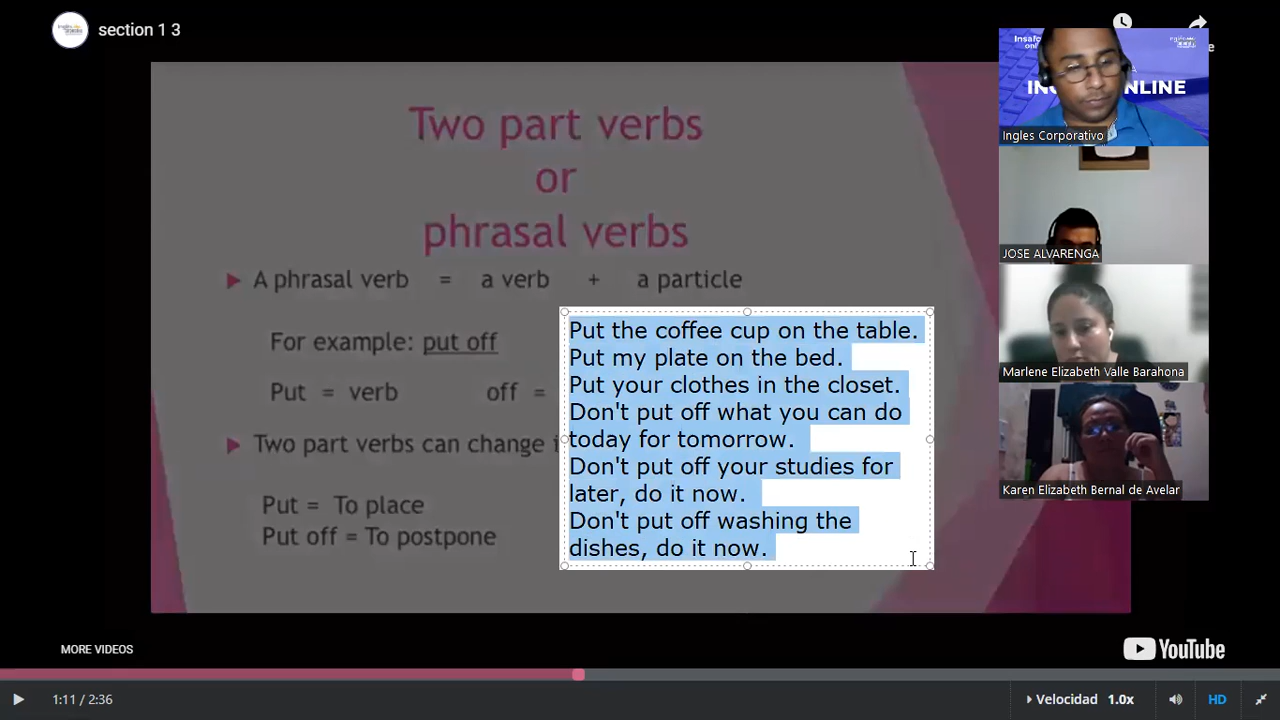 section 1 3
Insafor
onl
INGL ONLINE
Ingles Corporativo
JOSE ALVARENGA
Marlene Elizabeth Valle Barahona
Karen Elizabeth Bernal de Avelar
Two part verbs
or
phrasal verbs
A phrasal verb = a verb + a particle
For example: put off
Put = verb off =
Two part verbs can change i
Put = To place
Put off = To postpone
Put the coffee cup on the table.
Put my plate on the bed.
Put your clothes in the closet.
Don't put off what you can do
today for tomorrow.
Don't put off your studies for
later, do it now.
Don't put off washing the
dishes, do it now.
MORE VIDEOS
YouTube
1:11 / 2:36
Velocidad 1.0x
HD